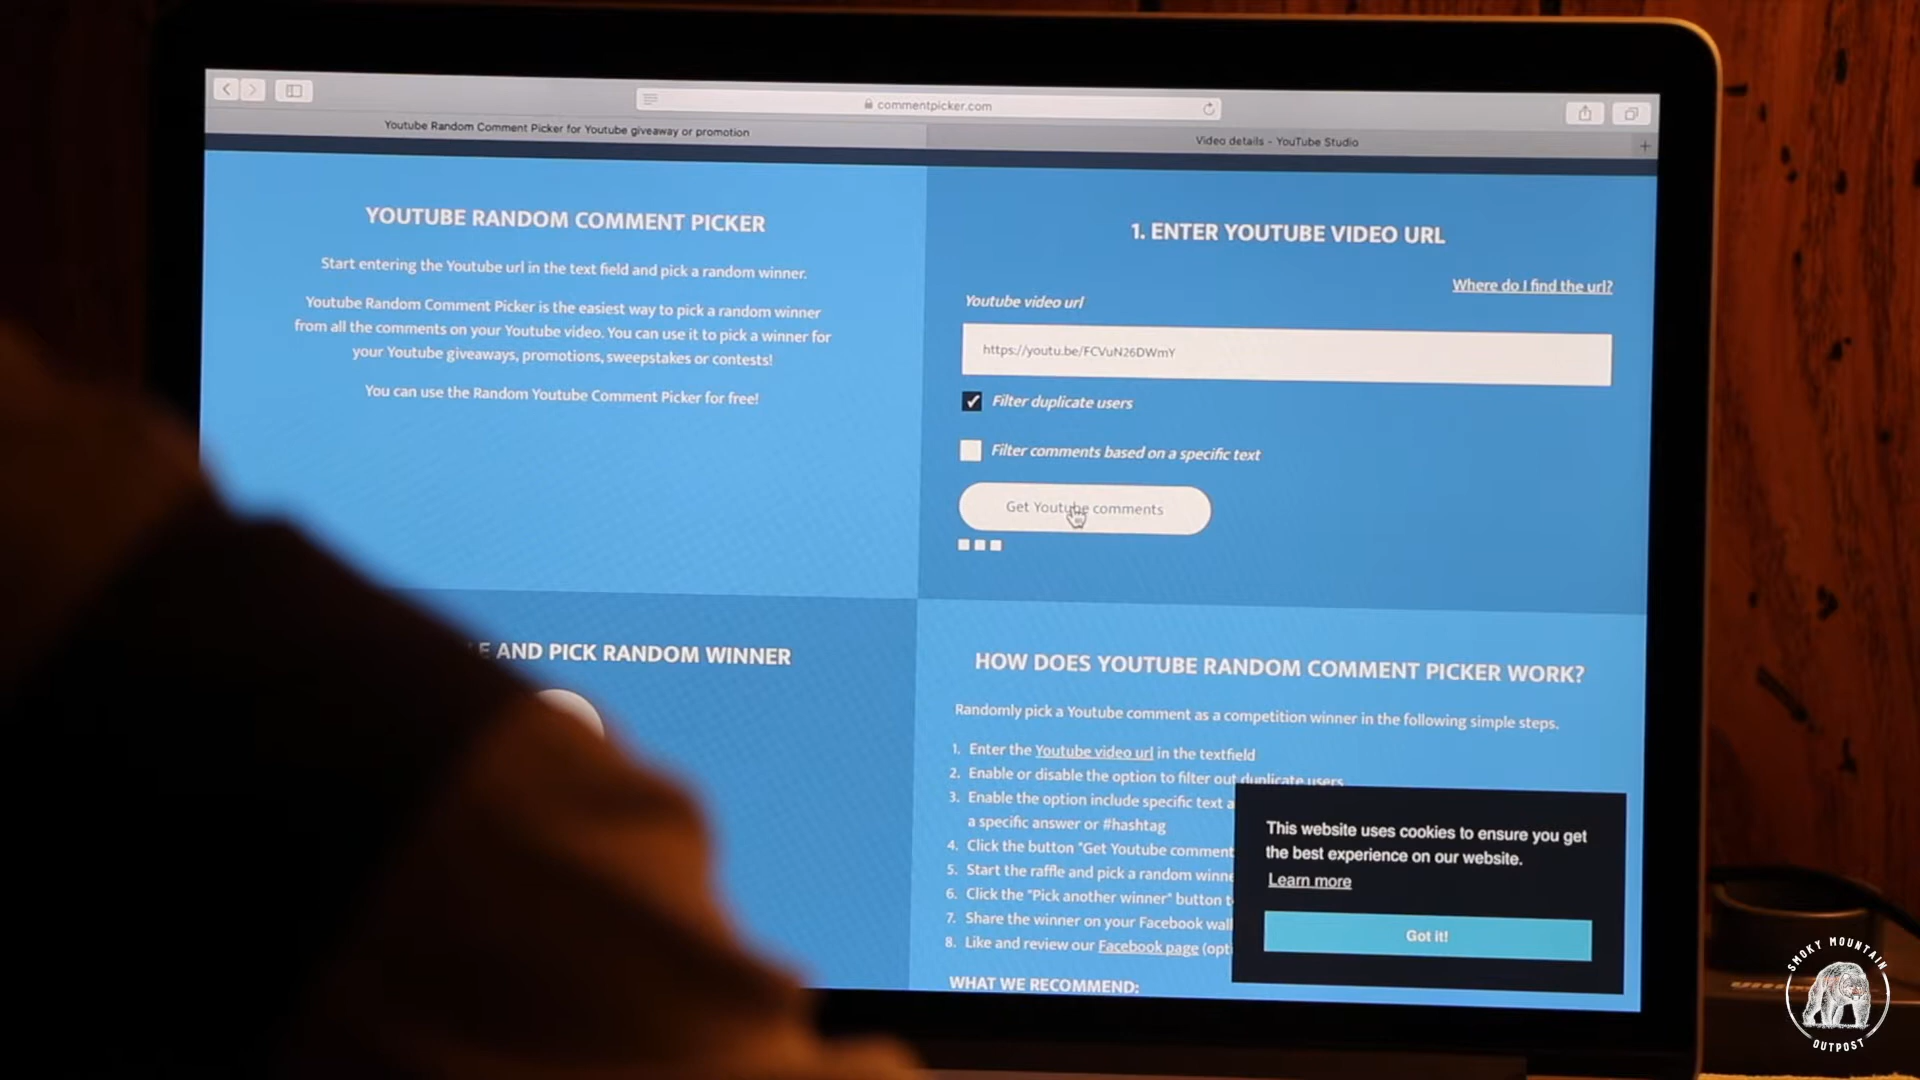 commentpicker.com
Youtube Random Comment Picker for Youtube giveaway or promotion
Video details - YouTube Studio
YOUTUBE RANDOM COMMENT PICKER
Start entering the Youtube url in the text field and pick a random winner.
Youtube Random Comment Picker is the easiest way to pick a random winner
from all the comments on your Youtube video. You can use it to pick a winner for
your Youtube giveaways, promotions, sweepstakes or contests!
You can use the Random Youtube Comment Picker for free!
1. ENTER YOUTUBE VIDEO URL
Where do I find the url?
Youtube video url
https://youtu.be/FCVuN26DWmY
Filter duplicate users
Filter comments based on a specific text
Get Youtube comments
AND PICK RANDOM WINNER
HOW DOES YOUTUBE RANDOM COMMENT PICKER WORK?
Randomly pick a Youtube comment as a competition winner in the following simple steps.
1. Enter the Youtube video url in the textfield
2. Enable or disable the option to filter out duplicate users
3. Enable the option include specific text a
a specific answer or #hashtag
4. Click the button "Get Youtube comment
5. Start the raffle and pick a random winne
6. Click the "Pick another winner" button t
7. Share the winner on your Facebook wall
8. Like and review our Facebook page (opt
WHAT WE RECOMMEND:
This website uses cookies to ensure you get
the best experience on our website.
Learn more
Got it!
SMOKY MOUNTAIN
OUTPOST